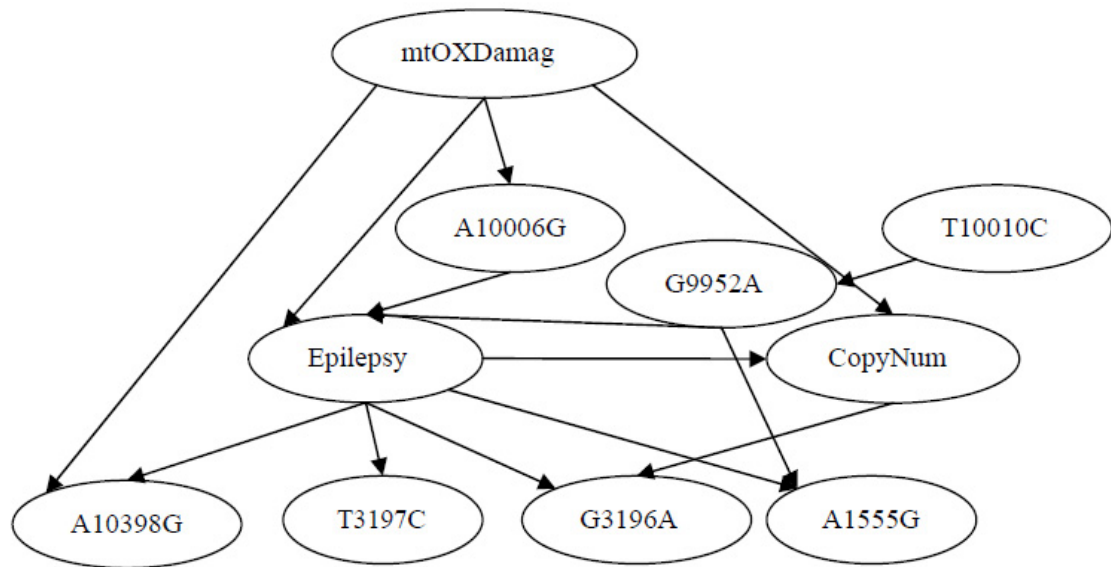 mtOXDamag
A10006G
T10010C
G9952A
Epilepsy
CopyNum
A10398G
T3197C
G3196A
A1555G